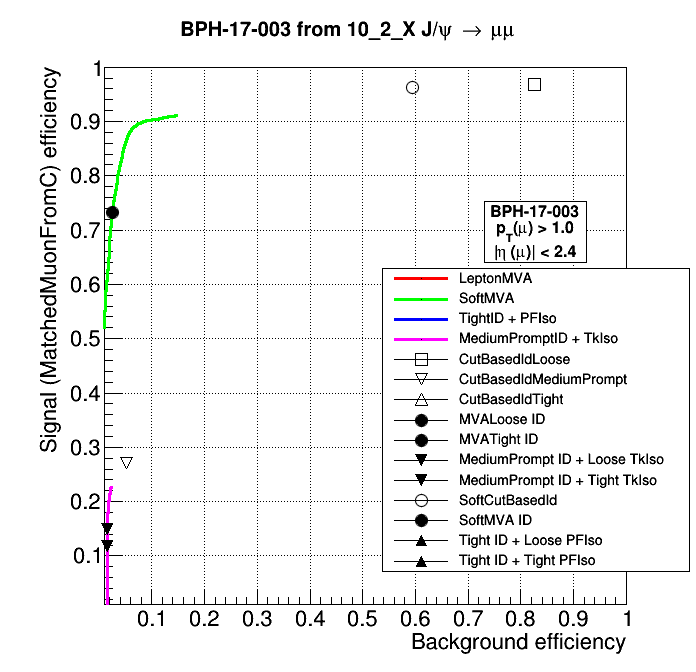 BPH-17-003 from 10_2_X J/ψ → μμ
Signal (MatchedMuonFromC) efficiency
1
0.9
0.8
0.7
0.6
0.5
0.4
0.3
0.2
0.1
BPH-17-003
pT(μ) > 1.0
|η (μ)| < 2.4
LeptonMVA
SoftMVA
TightID + PFIso
MediumPromptID + TkIso
CutBasedIdLoose
CutBasedIdMediumPrompt
CutBasedIdTight
MVALoose ID
MVATight ID
MediumPrompt ID + Loose TkIso
MediumPrompt ID + Tight TkIso
SoftCutBasedId
SoftMVA ID
Tight ID + Loose PFIso
Tight ID + Tight PFIso
0.1 0.2 0.3 0.4 0.5 0.6 0.7 0.8 0.9 1
Background efficiency